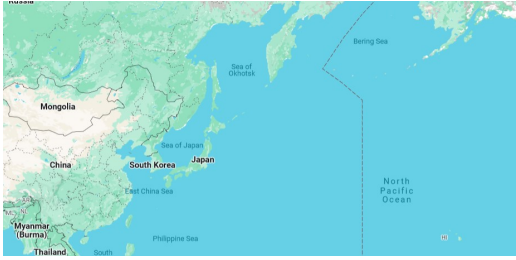 Russia
Bering Sea
Sea of
Okhotsk
Mongolia
Sea of Japan
China
South Korea
Japan
East China Sea
North
Pacific
Ocean
Myanmar
(Burma)
Philippine Sea
HI
Thailand
South